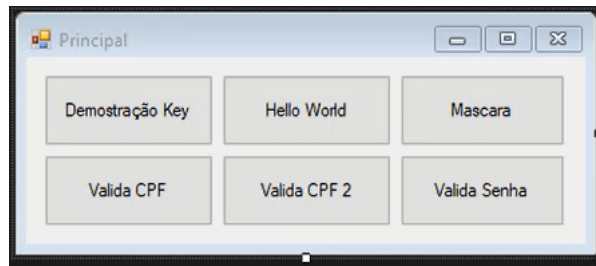 Principal
Demostração Key
Hello World
Mascara
Valida CPF
Valida CPF 2
Valida Senha